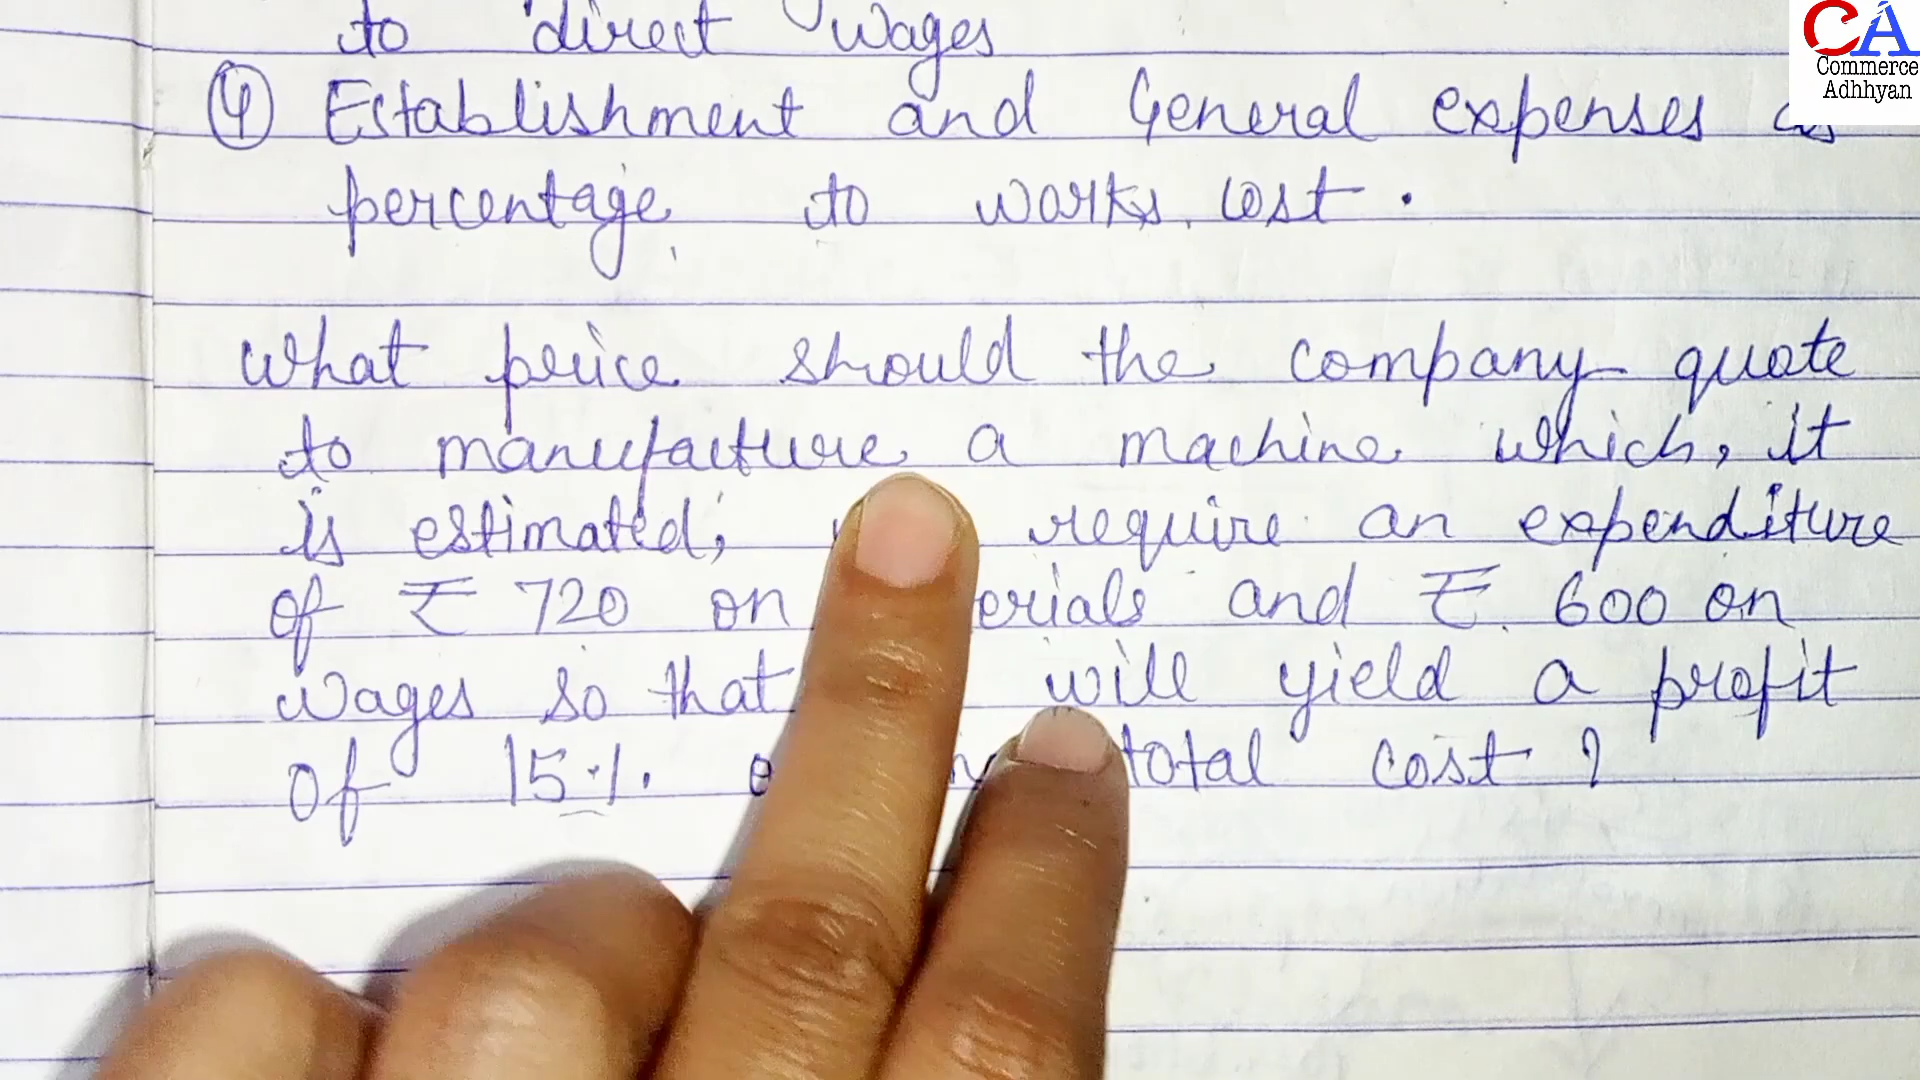 to direct wages
④ Establishment and General expenses as
percentage to works cost.
What price should the company quote
to manufacture a machine which, it
is estimated, require an expenditure
of ₹ 720 on erials and ₹ 600 on
wages so that will yield a profit
of 15%. total cost ?
CA
Commerce
Adhhyan